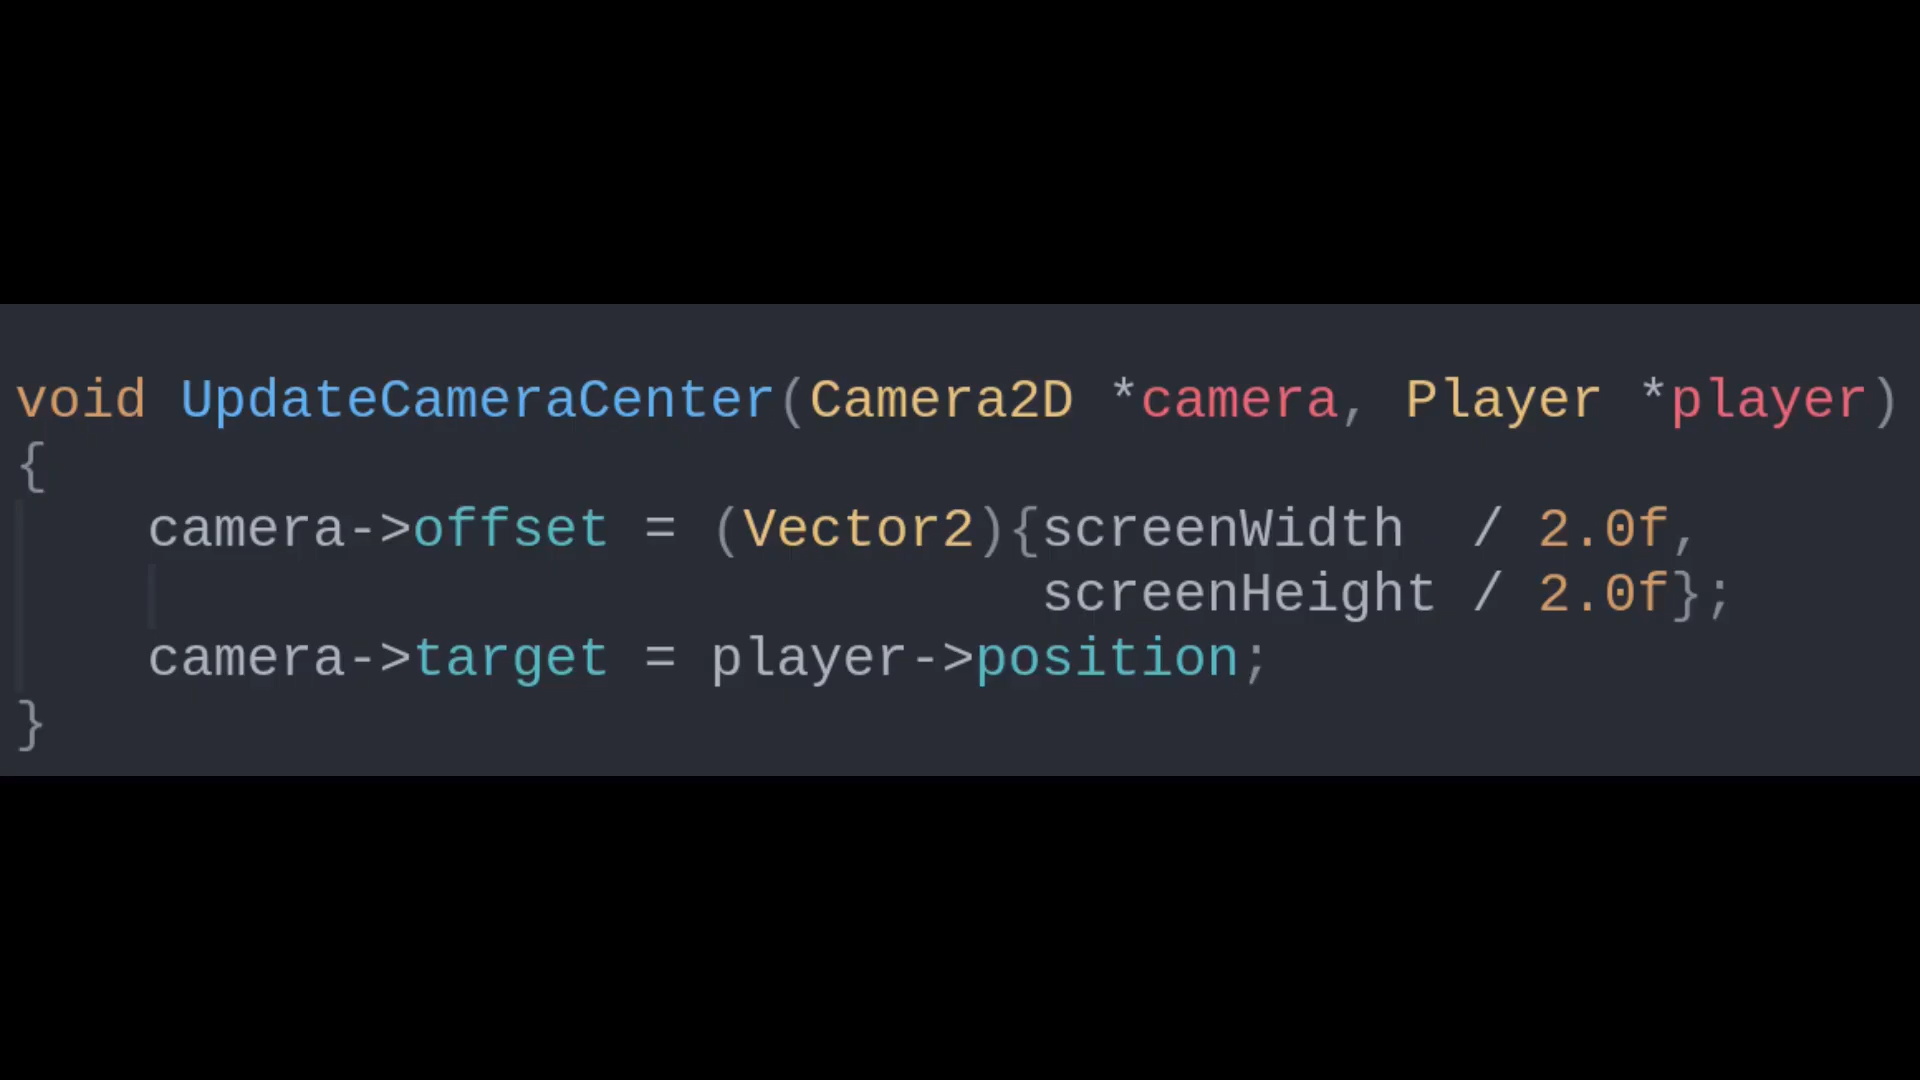 void UpdateCameraCenter(Camera2D *camera, Player *player)
{
    camera->offset = (Vector2){screenWidth  / 2.0f,
                               screenHeight / 2.0f};
    camera->target = player->position;
}